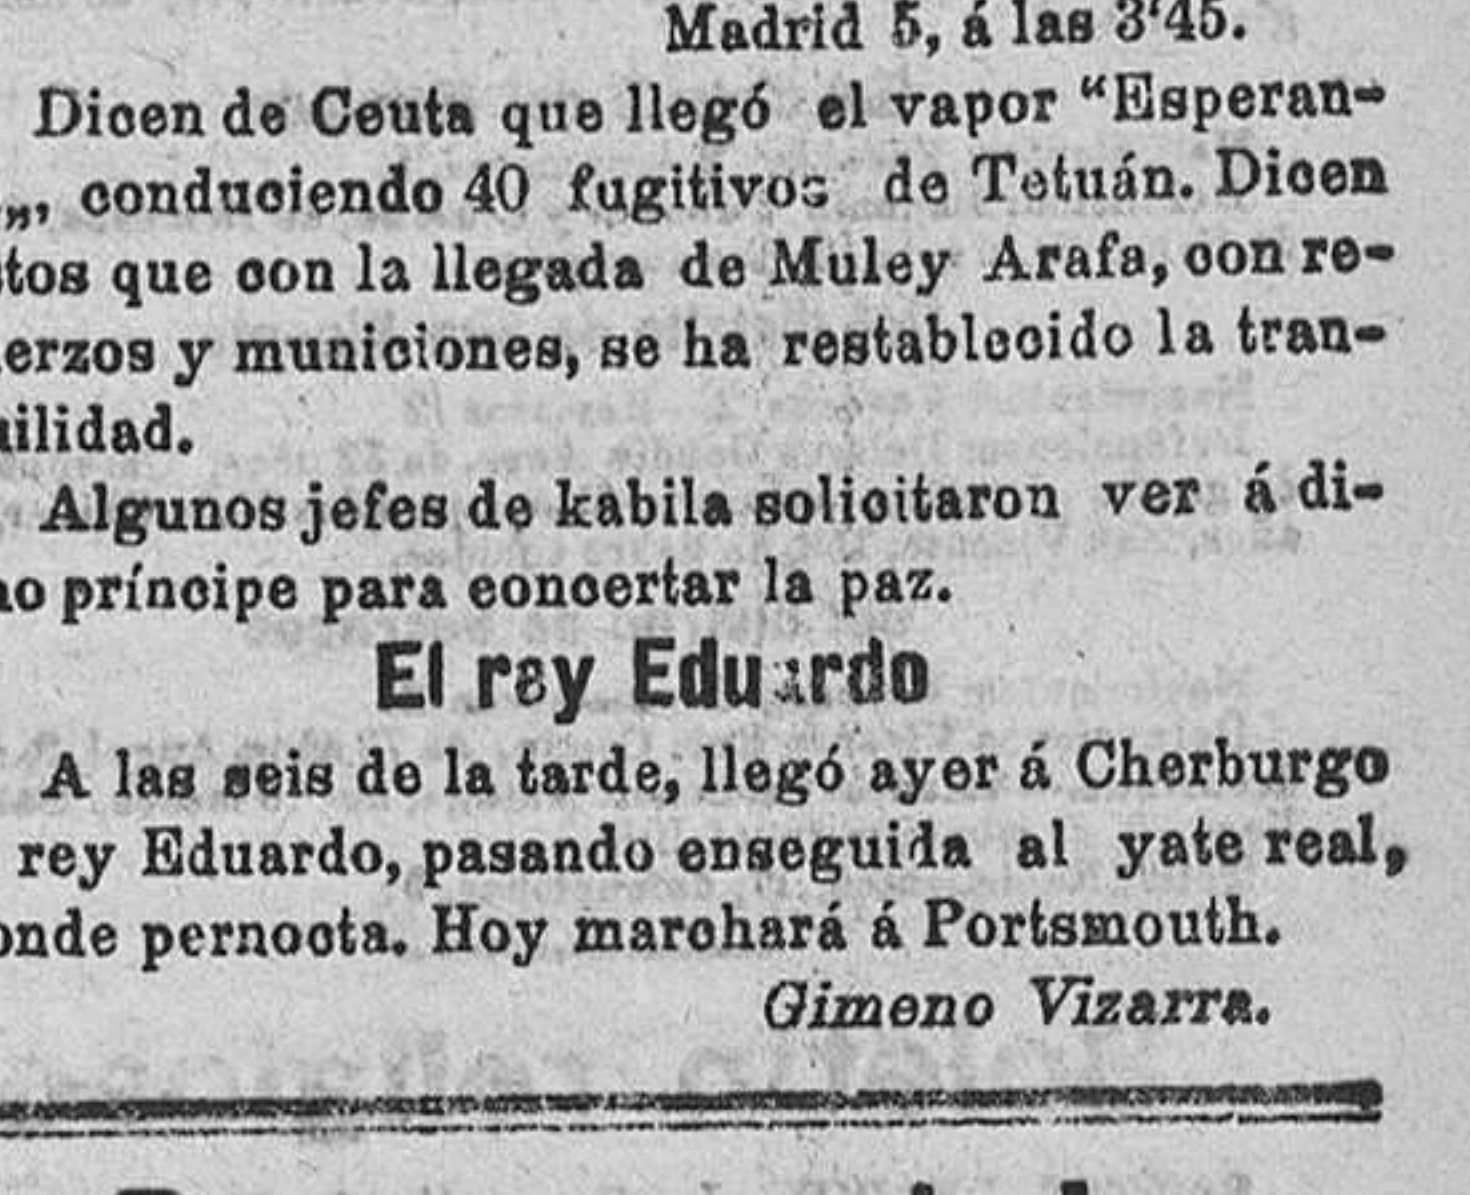 Madrid 5, á las 3'45.
Dicen de Ceuta que llegó el vapor “Esperan-
„, conduciendo 40 fugitivos de Tetuán. Dicen
tos que con la llegada de Muley Arafa, con re-
erzos y municiones, se ha restablecido la tran-
uilidad.
Algunos jefes de kabila solicitaron ver á di-
ho príncipe para concertar la paz.
El rey Eduardo
A las seis de la tarde, llegó ayer á Cherburgo
rey Eduardo, pasando enseguida al yate real,
onde pernocta. Hoy marchará á Portsmouth.
Gimeno Vizarra.